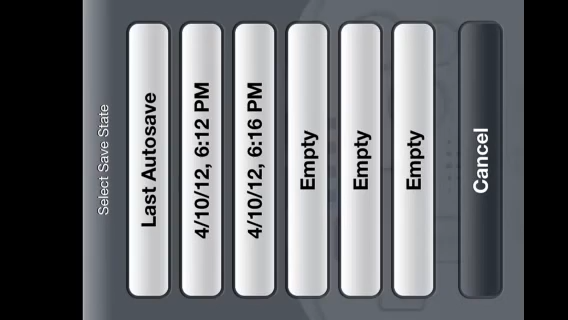 Select Save State
Last Autosave
4/10/12, 6:12 PM
4/10/12, 6:16 PM
Empty
Empty
Empty
Cancel